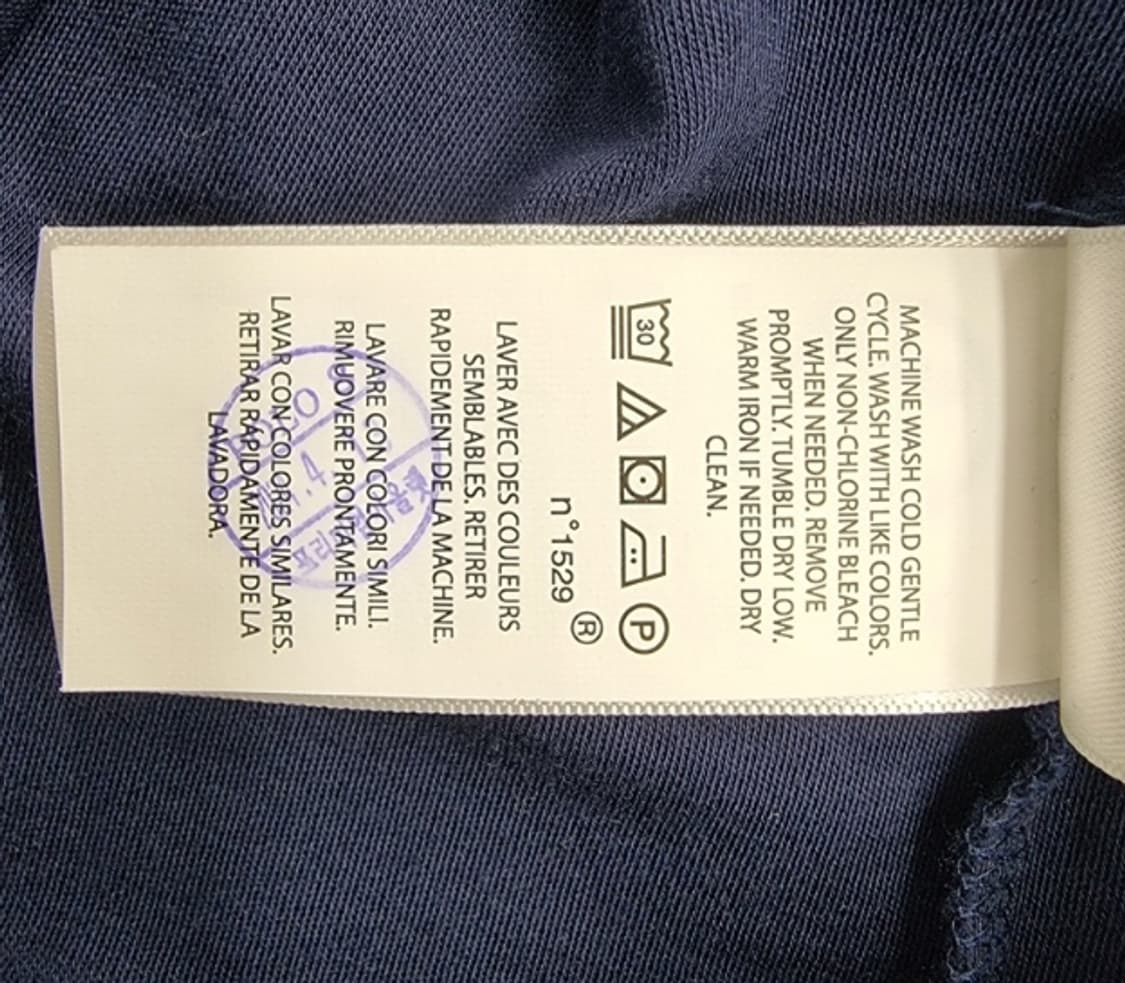 MACHINE WASH COLD GENTLE
CYCLE. WASH WITH LIKE COLORS.
ONLY NON-CHLORINE BLEACH
WHEN NEEDED. REMOVE
PROMPTLY. TUMBLE DRY LOW.
WARM IRON IF NEEDED. DRY
CLEAN.
30 P
®
n°1529
LAVER AVEC DES COULEURS
SEMBLABLES. RETIRER
RAPIDEMENT DE LA MACHINE.
LAVARE CON COLORI SIMILI.
RIMUOVERE PRONTAMENTE.
LAVAR CON COLORES SIMILARES.
RETIRAR RÁPIDAMENTE DE LA
LAVADORA.